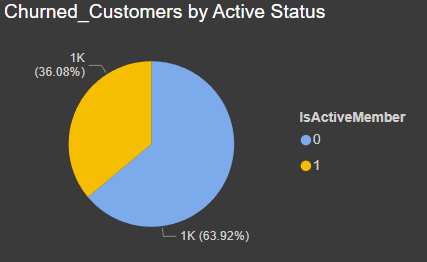 Churned_Customers by Active Status
1K
(36.08%)
IsActiveMember
0
1
1K (63.92%)